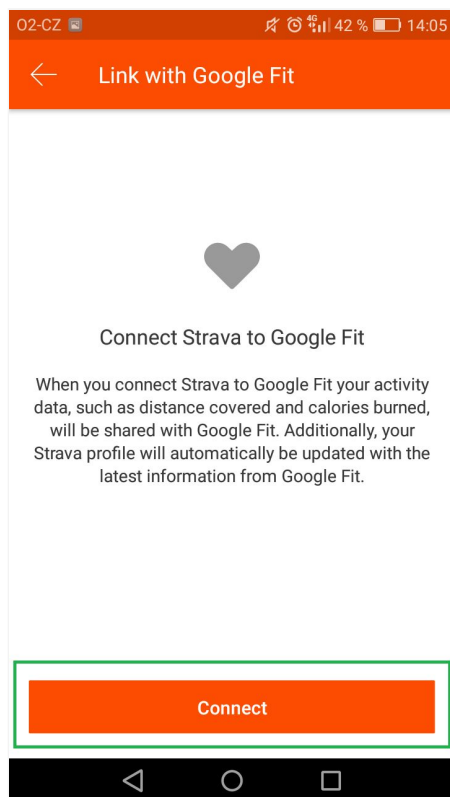 O2-CZ 4G 42 % 14:05
Link with Google Fit
Connect Strava to Google Fit
When you connect Strava to Google Fit your activity
data, such as distance covered and calories burned,
will be shared with Google Fit. Additionally, your
Strava profile will automatically be updated with the
latest information from Google Fit.
Connect